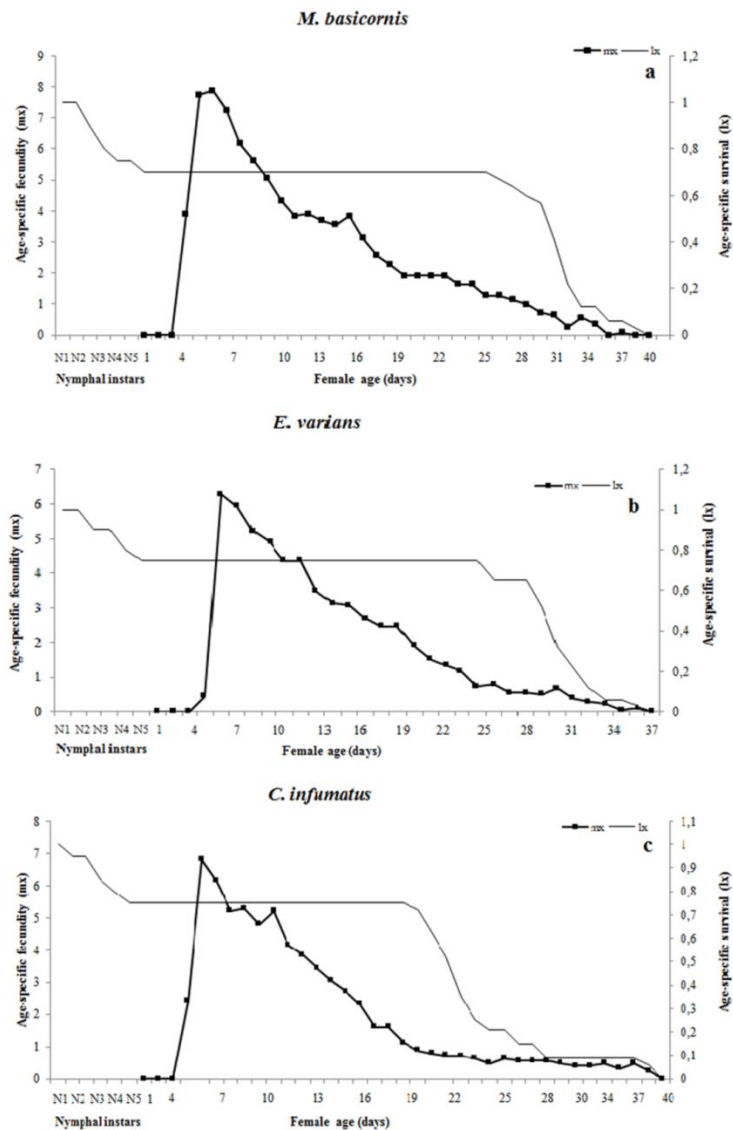 M. basicornis
mx lx
a
9
8
7
6
5
4
3
2
1
0
Age-specific fecundity (mx)
1,2
1
0,8
0,6
0,4
0,2
0
Age-specific survival (lx)
N1 N2 N3 N4 N5 1 4 7 10 13 16 19 22 25 28 31 34 37 40
Nymphal instars Female age (days)
E. varians
mx lx
b
7
6
5
4
3
2
1
0
Age-specific fecundity (mx)
1,2
1
0,8
0,6
0,4
0,2
0
Age-specific survival (lx)
N1 N2 N3 N4 N5 1 4 7 10 13 16 19 22 25 28 31 34 37
Nymphal instars Female age (days)
C. infumatus
mx lx
c
8
7
6
5
4
3
2
1
0
Age-specific fecundity (mx)
1,1
1
0,9
0,8
0,7
0,6
0,5
0,4
0,3
0,2
0,1
0
Age-specific survival (lx)
N1 N2 N3 N4 N5 1 4 7 10 13 16 19 22 28 31 34 37 40
Nymphal instars Female age (days)